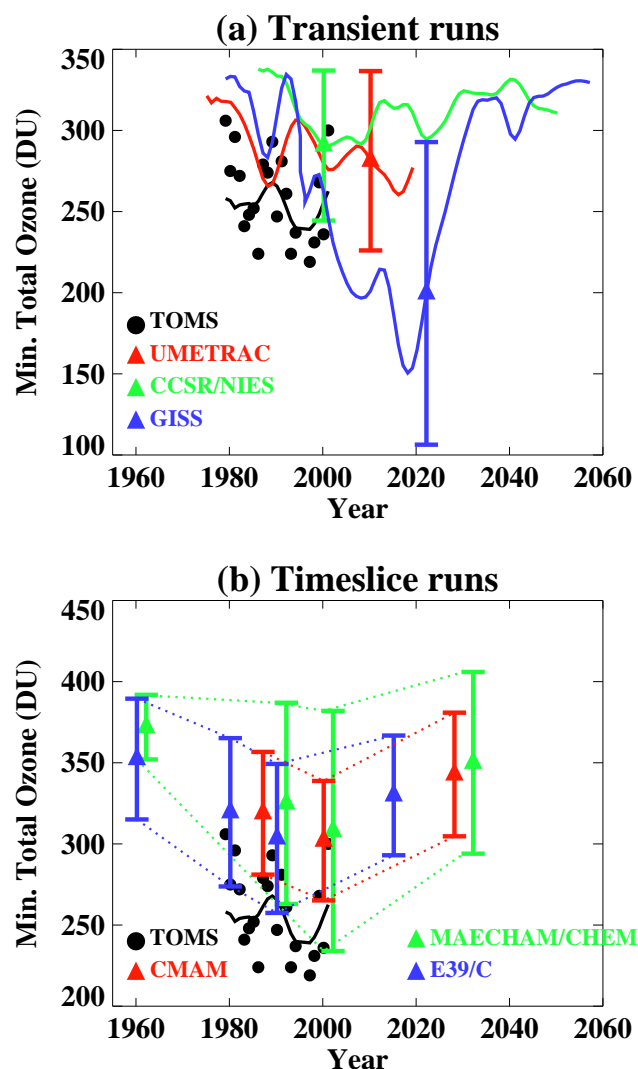 (a) Transient runs
350
300
250
200
150
100
Min. Total Ozone (DU)
TOMS
UMETRAC
CCSR/NIES
GISS
1960 1980 2000 2020 2040 2060
Year
(b) Timeslice runs
450
400
350
300
250
200
Min. Total Ozone (DU)
TOMS MAECHAM/CHEM
CMAM E39/C
1960 1980 2000 2020 2040 2060
Year